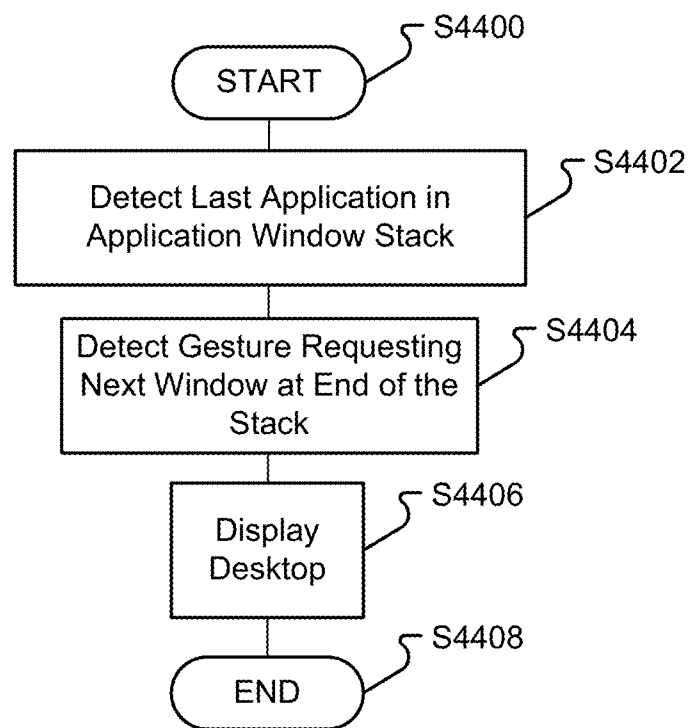 S4400
START
S4402
Detect Last Application in
Application Window Stack
S4404
Detect Gesture Requesting
Next Window at End of the
Stack
S4406
Display
Desktop
S4408
END